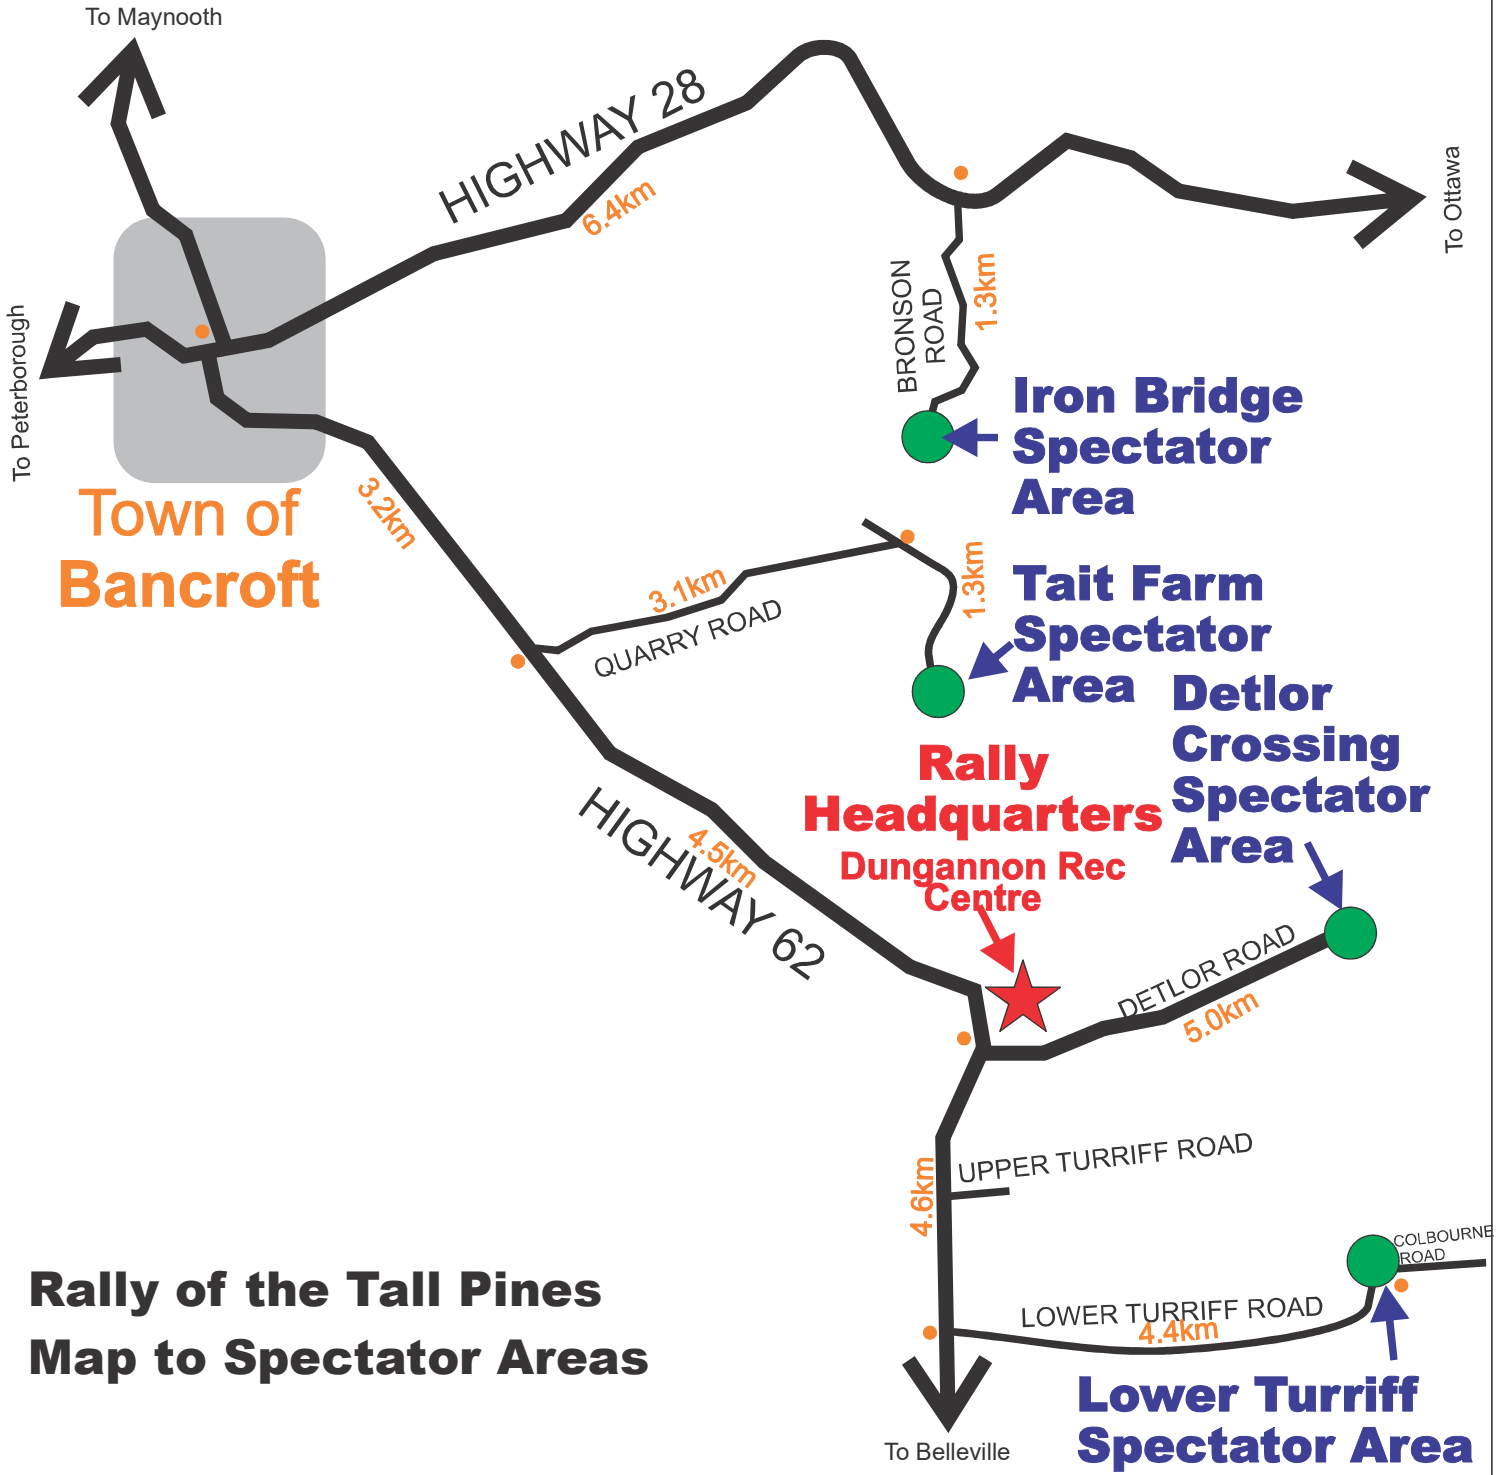 To Maynooth
HIGHWAY 28
6.4km
To Ottawa
To Peterborough
BRONSON
ROAD
1.3km
Iron Bridge
Spectator
Area
Town of
Bancroft
3.2km
3.1km
QUARRY ROAD
1.3km
Tait Farm
Spectator
Area
Detlor
Crossing
Spectator
Area
Rally
Headquarters
Dungannon Rec
Centre
HIGHWAY 62
4.5km
DETLOR ROAD
5.0km
UPPER TURRIFF ROAD
4.6km
COLBOURNE
ROAD
LOWER TURRIFF ROAD
4.4km
Rally of the Tall Pines
Map to Spectator Areas
Lower Turriff
Spectator Area
To Belleville